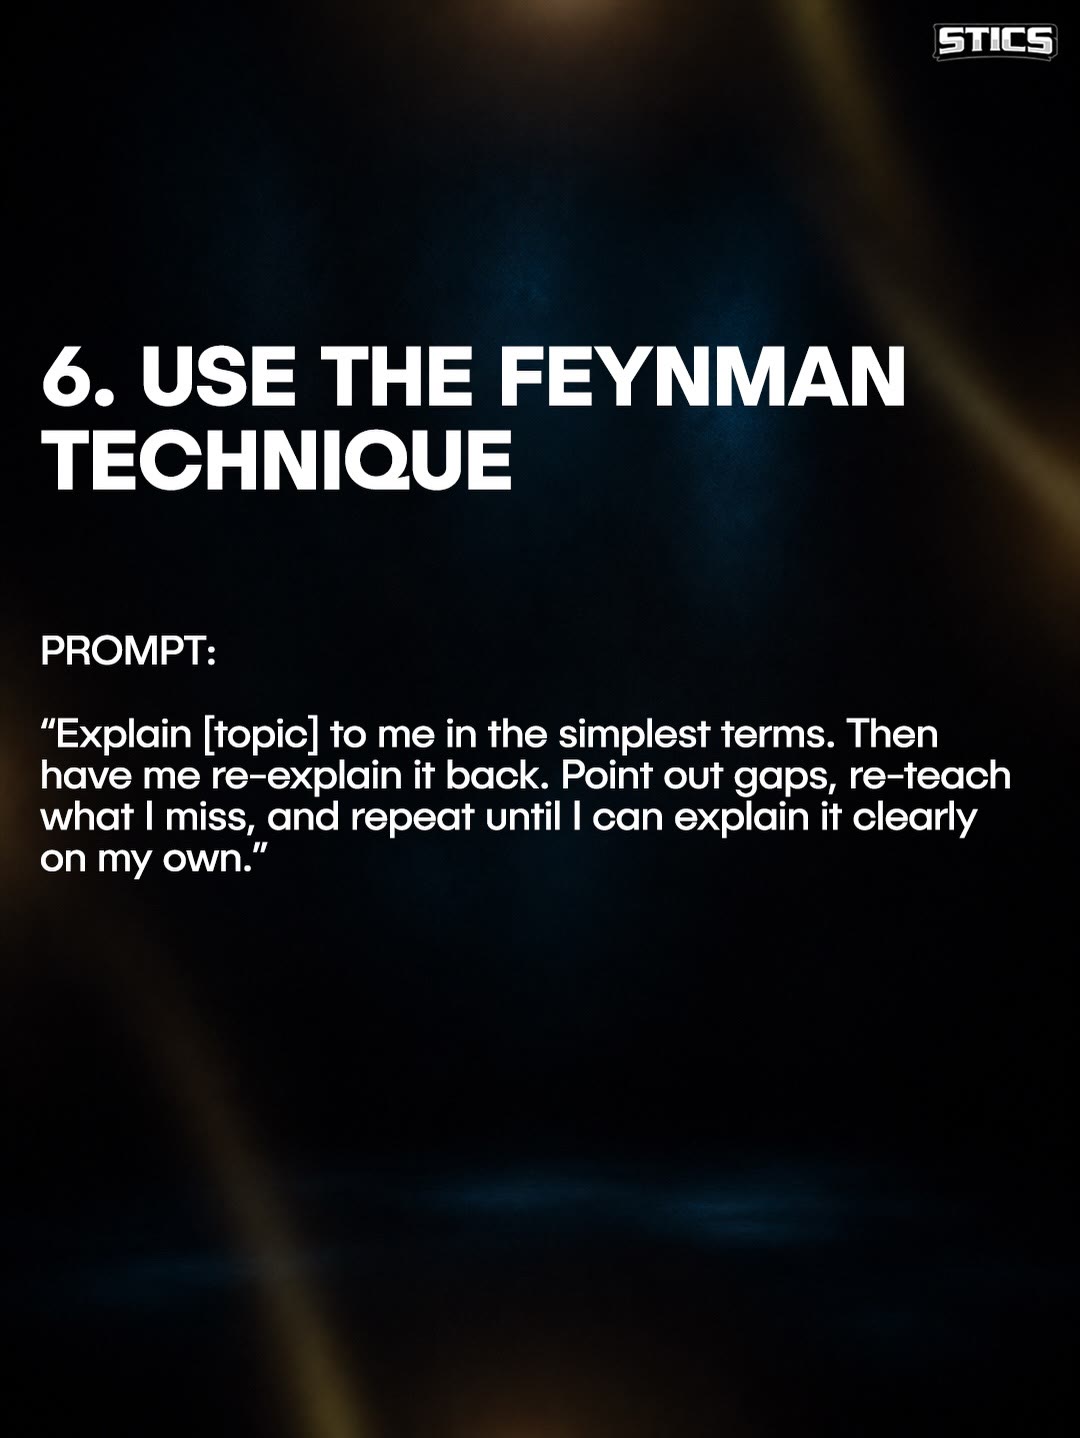 STICS
6. USE THE FEYNMAN
TECHNIQUE
PROMPT:
“Explain [topic] to me in the simplest terms. Then
have me re-explain it back. Point out gaps, re-teach
what I miss, and repeat until I can explain it clearly
on my own.”